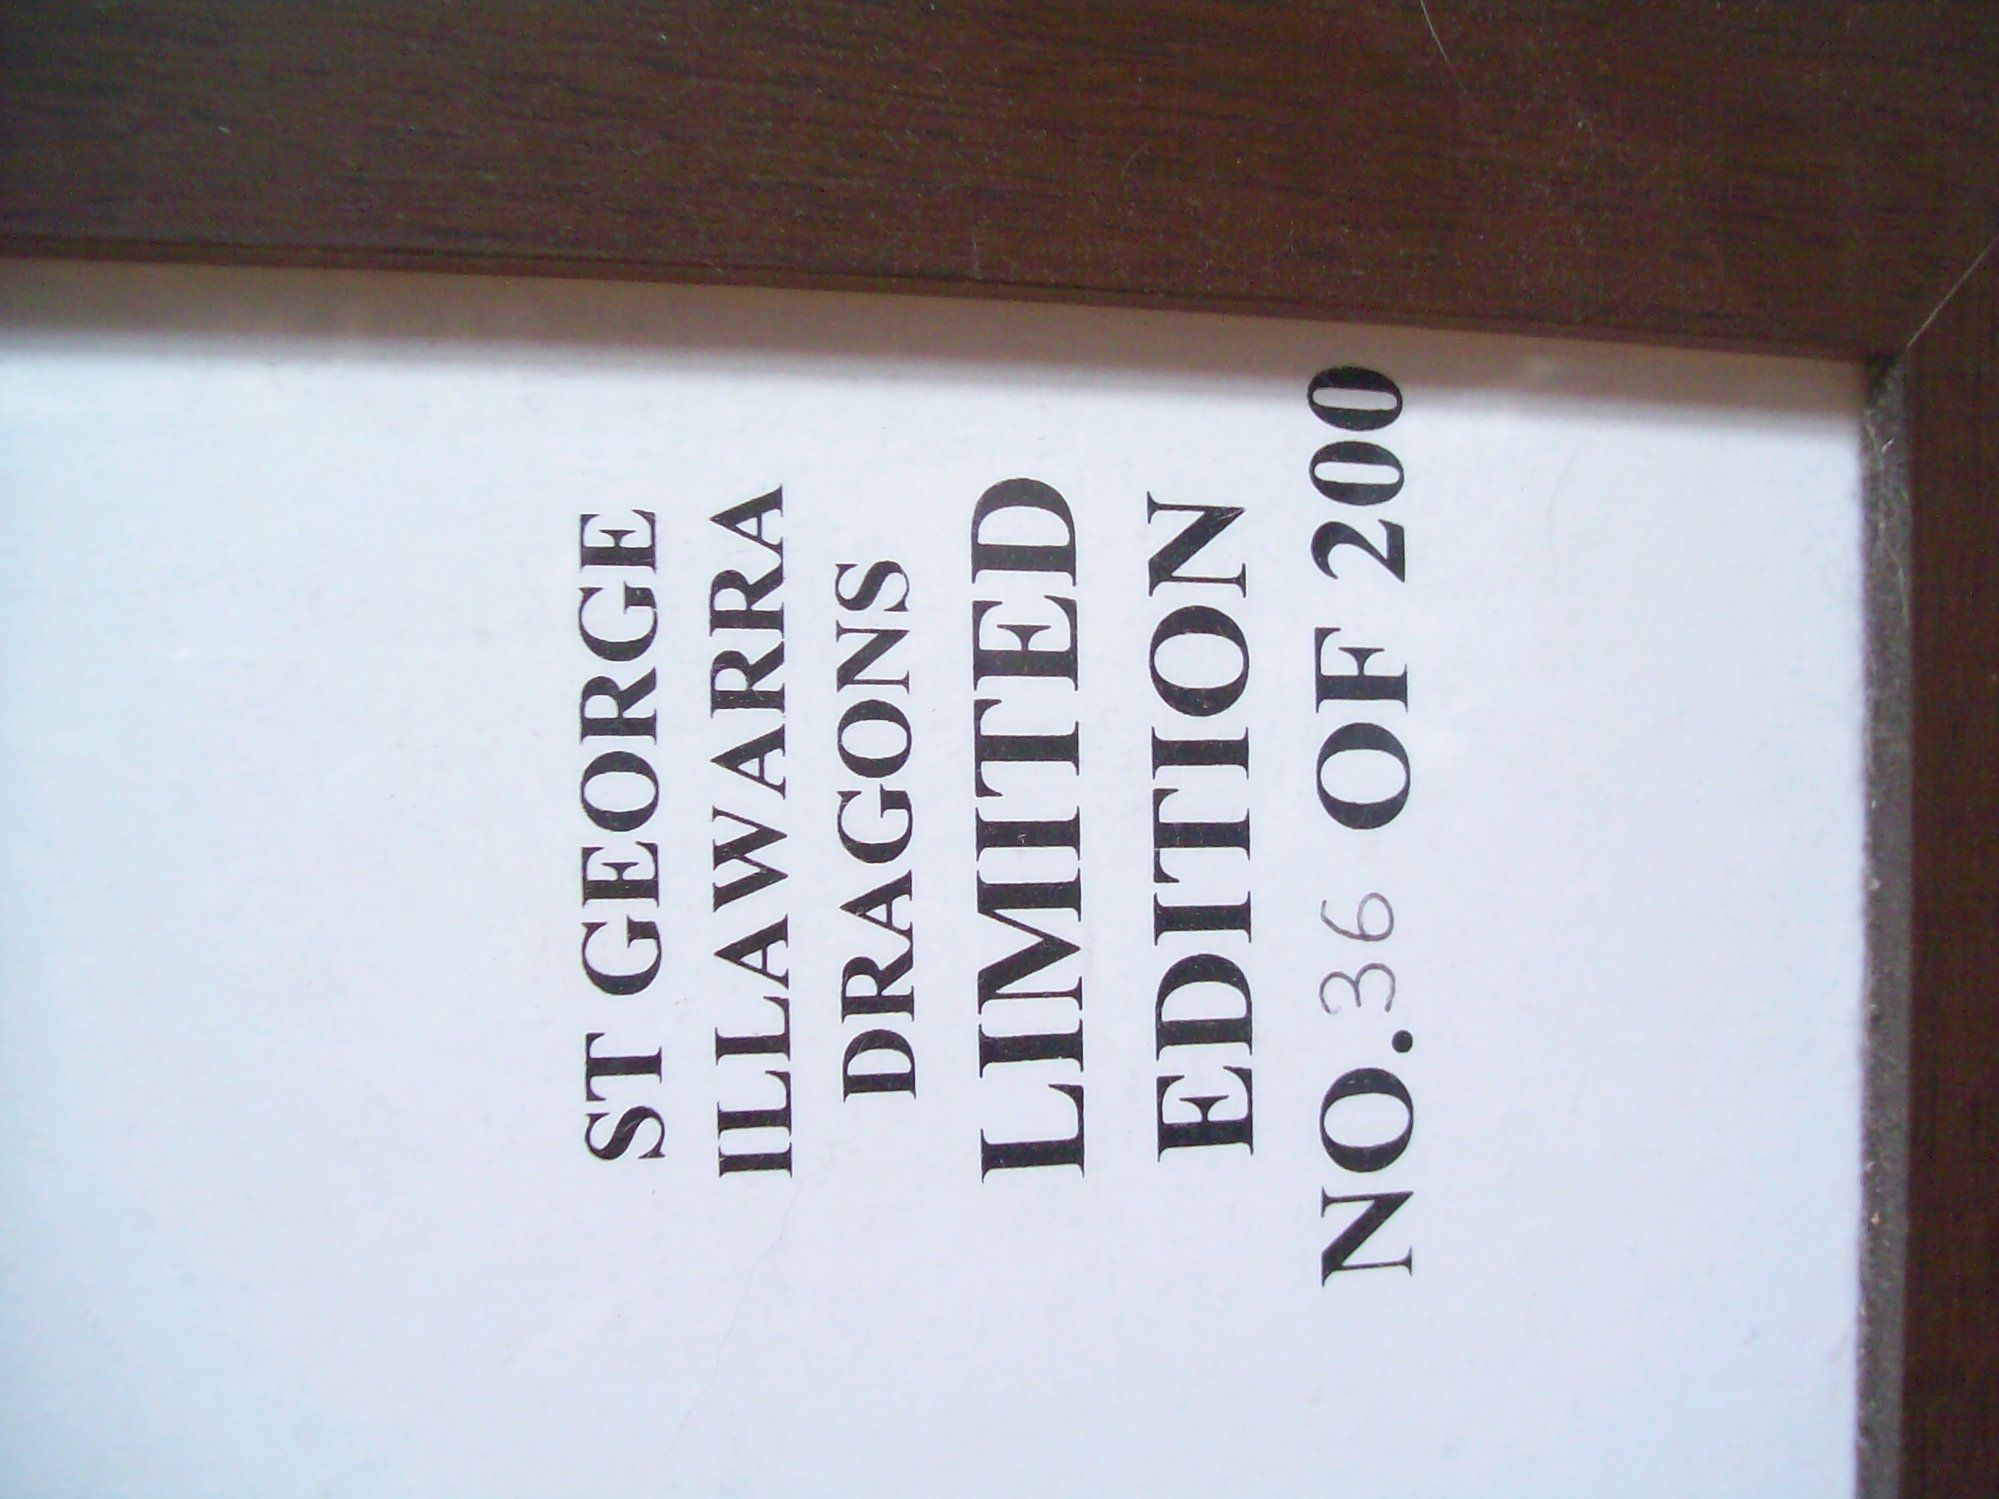 ST GEORGE
ILLAWARRA
DRAGONS
LIMITED
EDITION
NO.36 OF 200